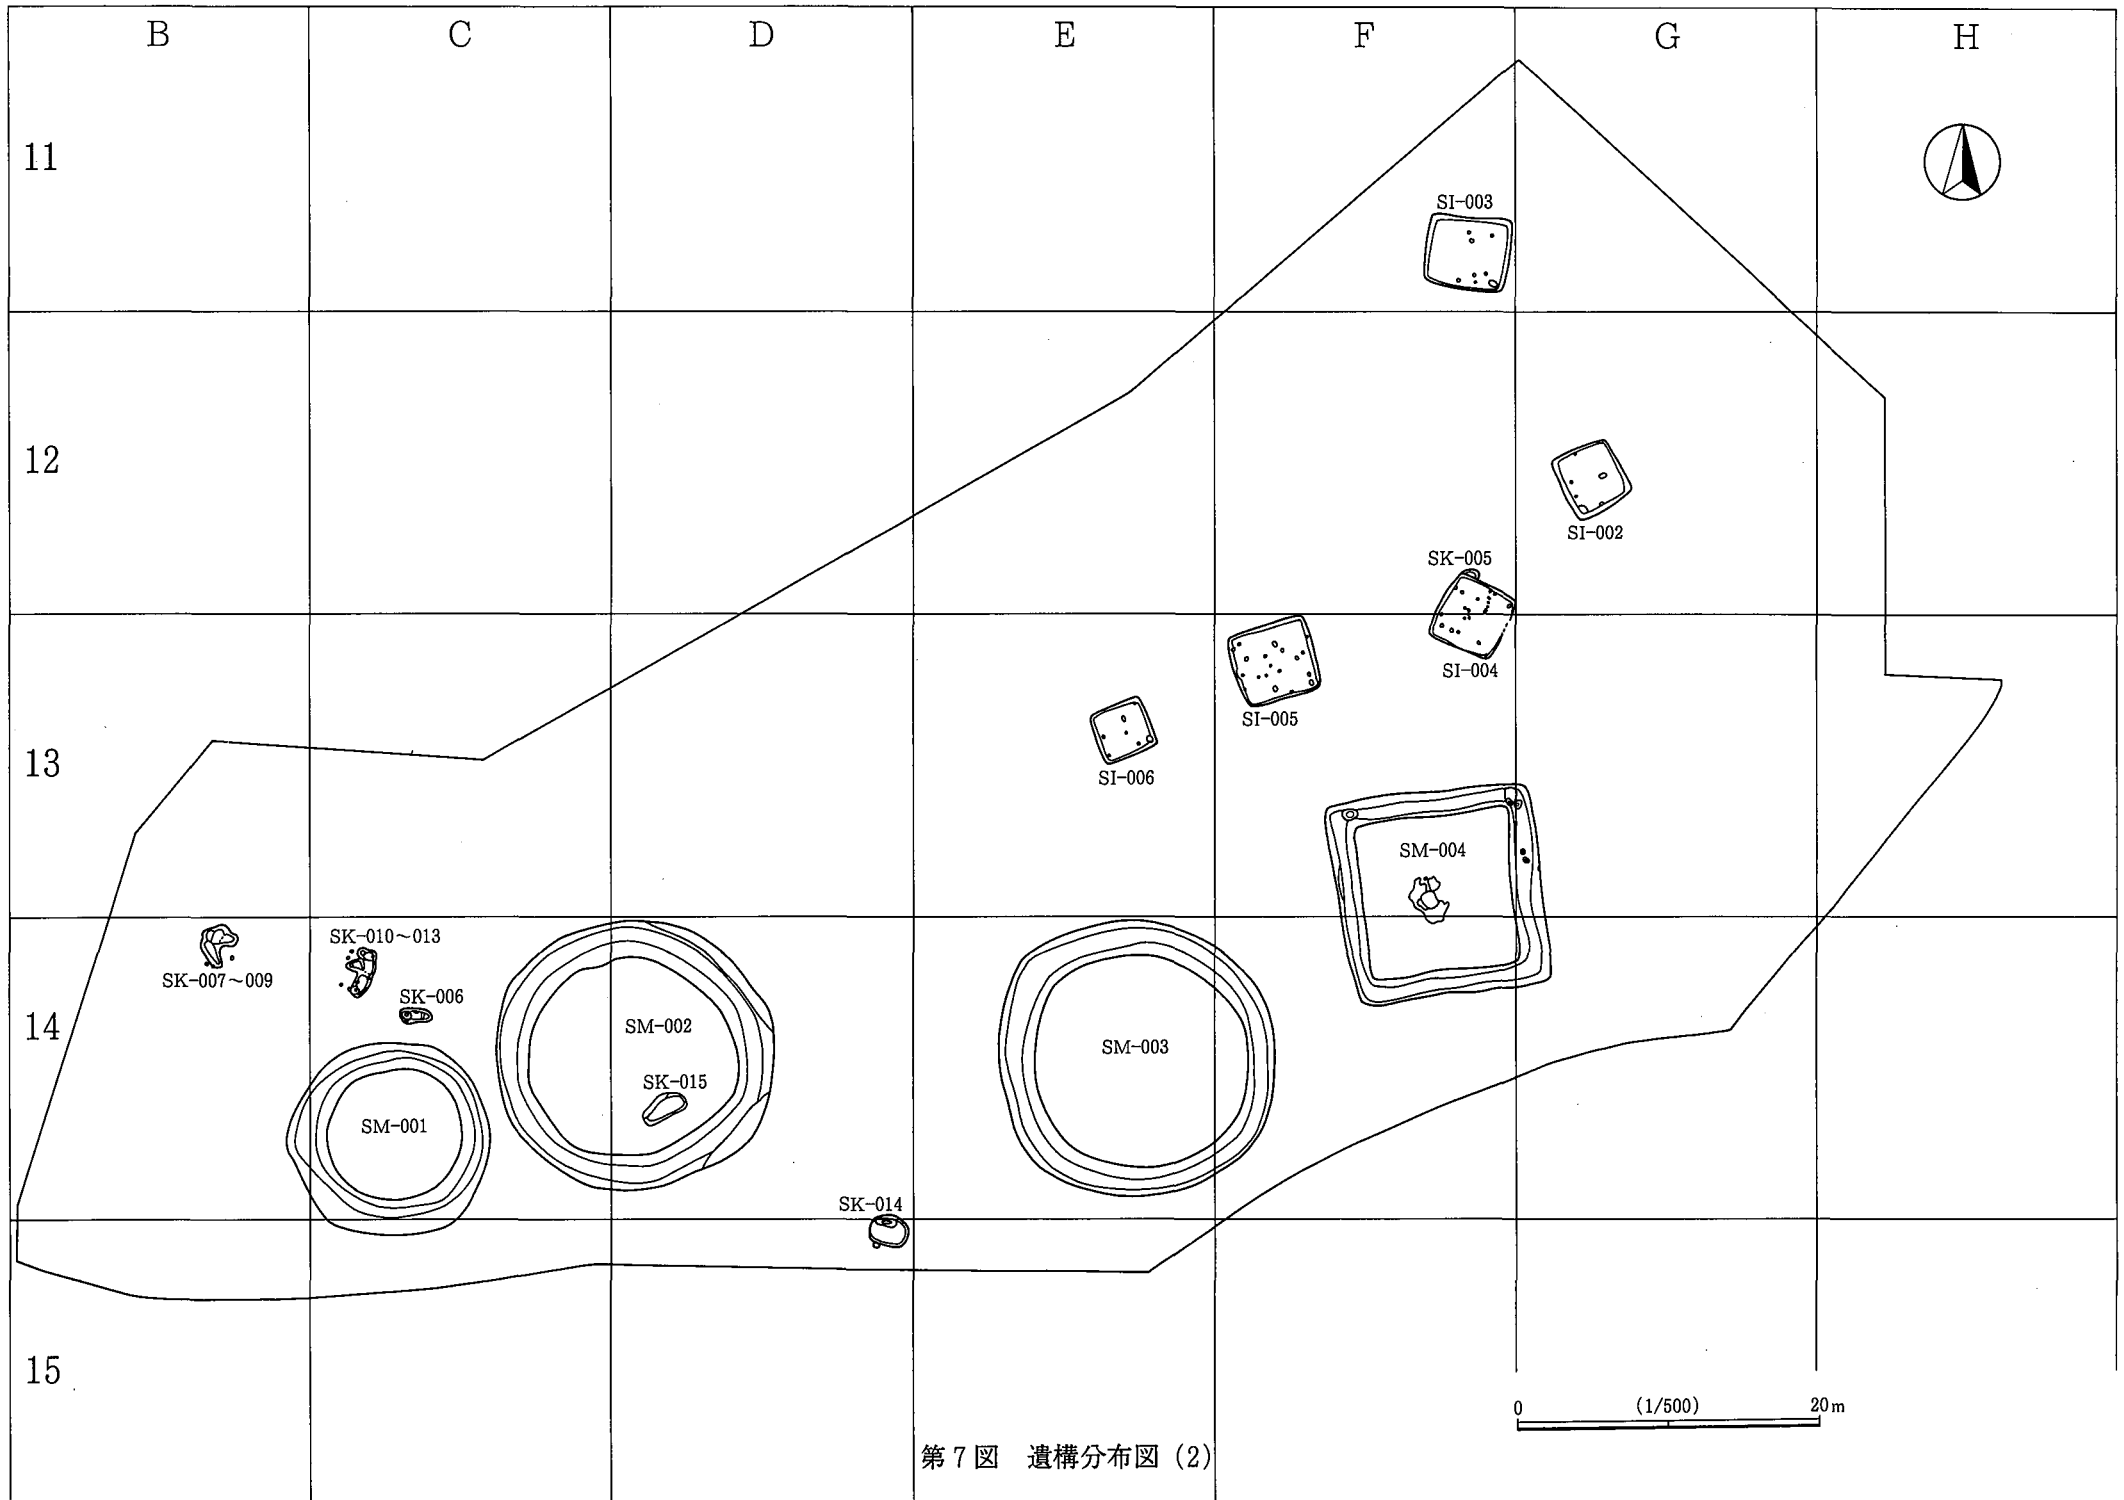 B C D E F G H
11
SI-003
12
SI-002
SK-005
SI-004
SI-005
13
SI-006
SM-004
SK-010～013
SK-007～009
SK-006
14
SM-002
SM-003
SK-015
SM-001
SK-014
15
0 (1/500) 20m
第7図 遺構分布図 (2)